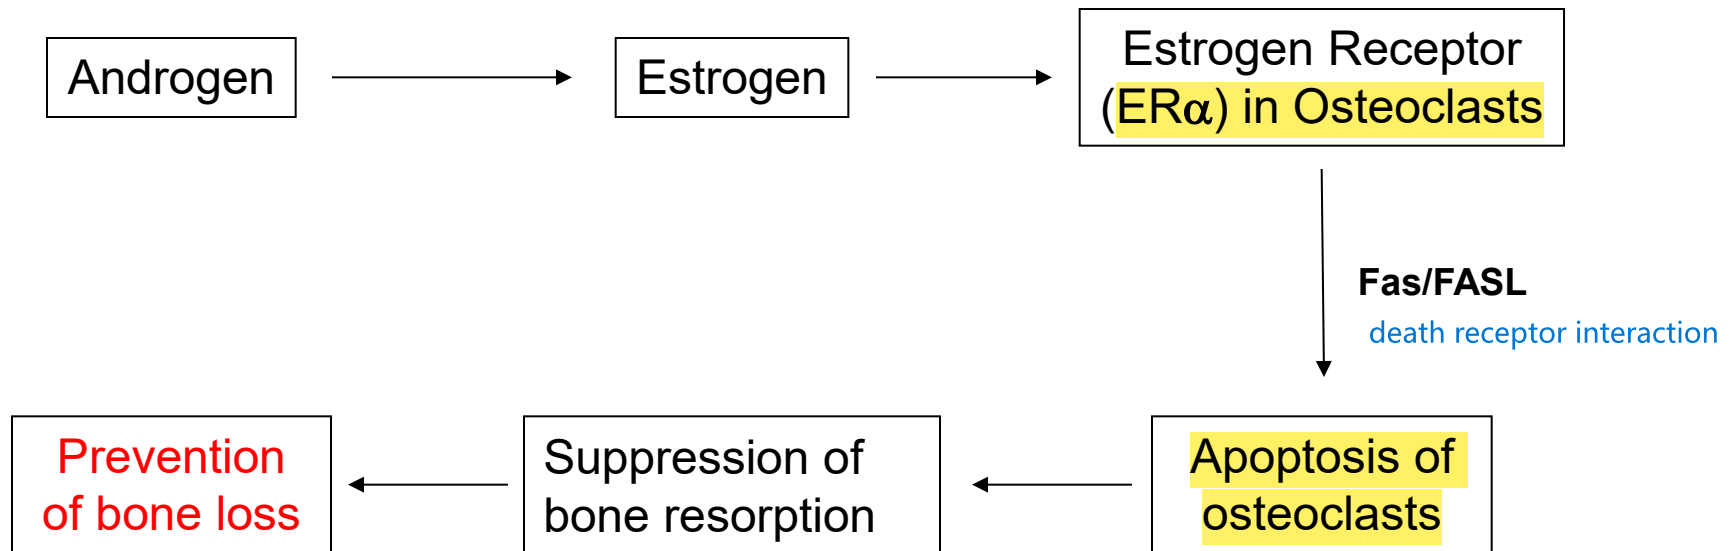 Androgen
Estrogen
Estrogen Receptor
(ERα) in Osteoclasts
Fas/FASL
death receptor interaction
Apoptosis of
osteoclasts
Suppression of
bone resorption
Prevention
of bone loss